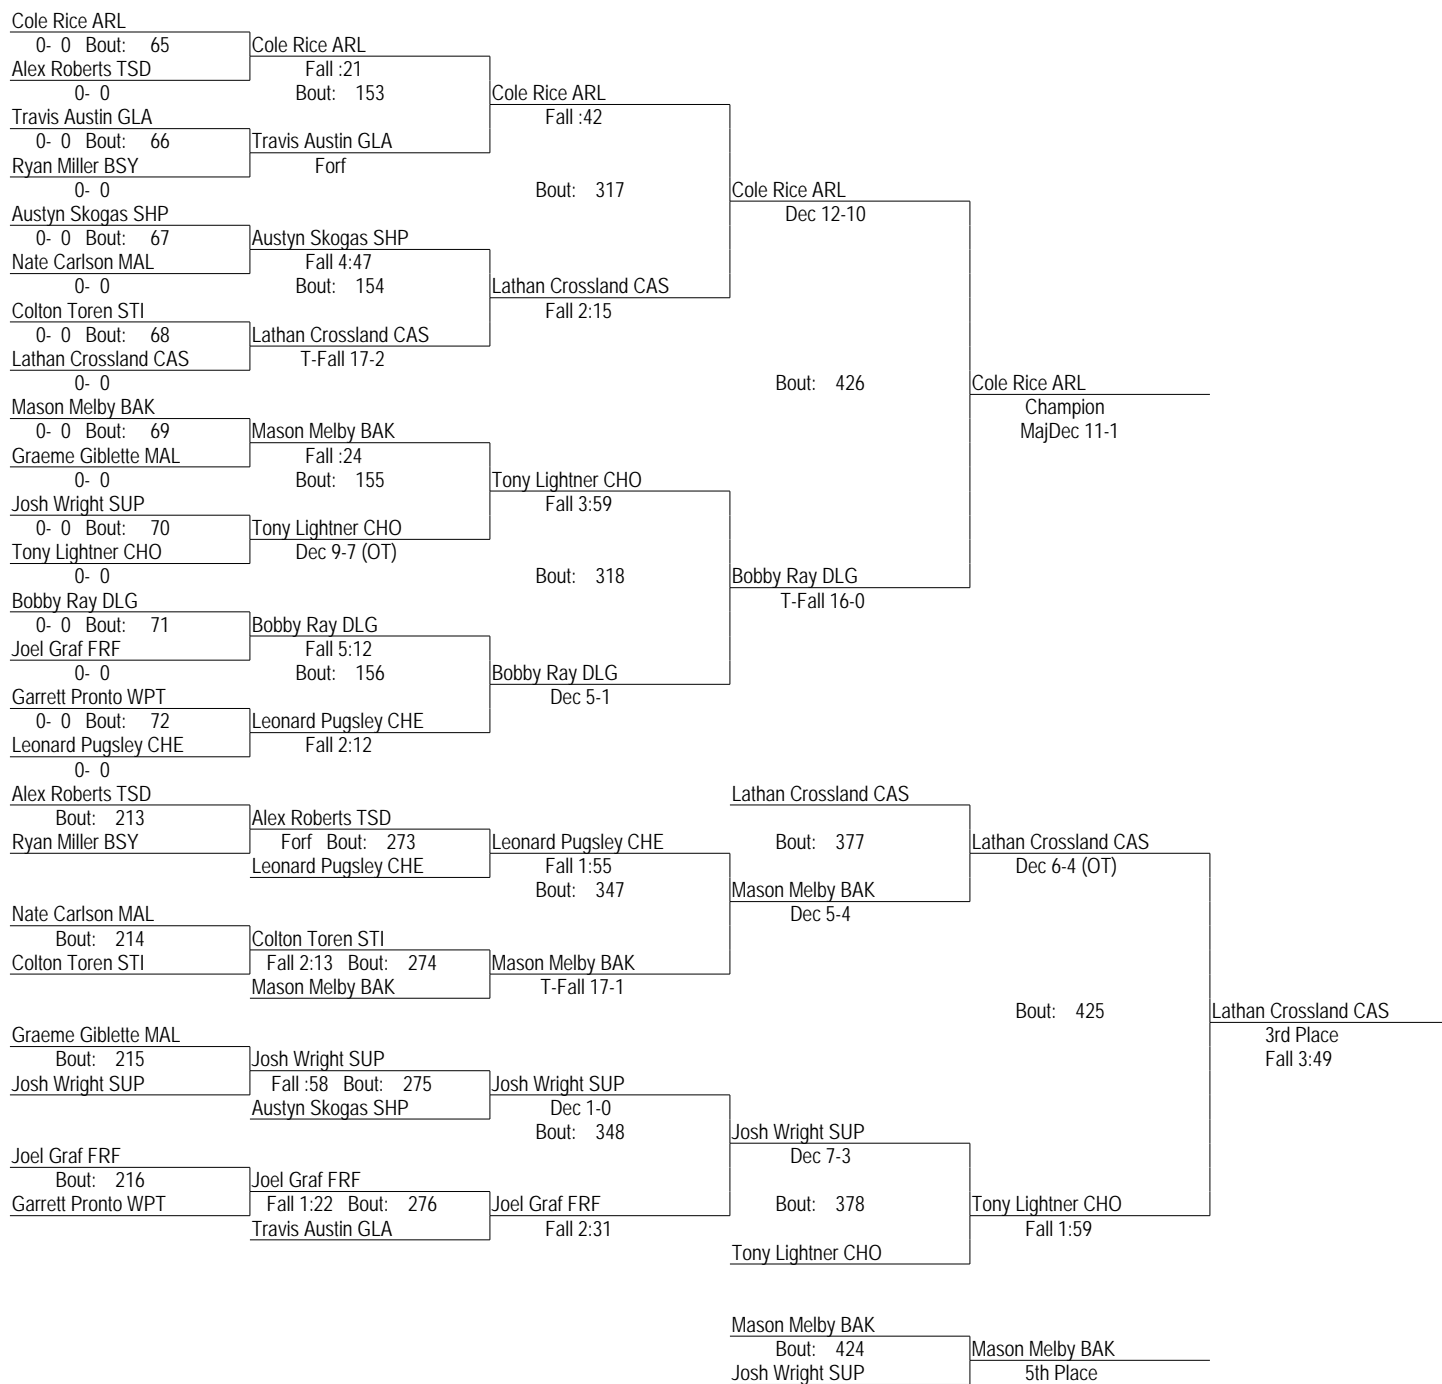 Cole Rice ARL
0- 0 Bout: 65 Cole Rice ARL
Alex Roberts TSD Fall :21
0- 0 Bout: 153 Cole Rice ARL
Travis Austin GLA Fall :42
0- 0 Bout: 66 Travis Austin GLA
Ryan Miller BSY Forf
0- 0 Bout: 317 Cole Rice ARL
Austyn Skogas SHP Dec 12-10
0- 0 Bout: 67 Austyn Skogas SHP
Nate Carlson MAL Fall 4:47
0- 0 Bout: 154 Lathan Crossland CAS
Colton Toren STI Fall 2:15
0- 0 Bout: 68 Lathan Crossland CAS
Lathan Crossland CAS T-Fall 17-2
0- 0 Bout: 426 Cole Rice ARL
Mason Melby BAK Champion
0- 0 Bout: 69 Mason Melby BAK MajDec 11-1
Graeme Giblette MAL Fall :24
0- 0 Bout: 155 Tony Lightner CHO
Josh Wright SUP Fall 3:59
0- 0 Bout: 70 Tony Lightner CHO
Tony Lightner CHO Dec 9-7 (OT)
0- 0 Bout: 318 Bobby Ray DLG
Bobby Ray DLG T-Fall 16-0
0- 0 Bout: 71 Bobby Ray DLG
Joel Graf FRF Fall 5:12
0- 0 Bout: 156 Bobby Ray DLG
Garrett Pronto WPT Dec 5-1
0- 0 Bout: 72 Leonard Pugsley CHE
Leonard Pugsley CHE Fall 2:12
0- 0
Alex Roberts TSD Lathan Crossland CAS
Bout: 213 Alex Roberts TSD
Ryan Miller BSY Forf Bout: 273 Leonard Pugsley CHE Bout: 377 Lathan Crossland CAS
Leonard Pugsley CHE Fall 1:55 Dec 6-4 (OT)
Bout: 347 Mason Melby BAK
Nate Carlson MAL Dec 5-4
Bout: 214 Colton Toren STI
Colton Toren STI Fall 2:13 Bout: 274 Mason Melby BAK
Mason Melby BAK T-Fall 17-1
Bout: 425 Lathan Crossland CAS
Graeme Giblette MAL 3rd Place
Bout: 215 Josh Wright SUP Fall 3:49
Josh Wright SUP Fall :58 Bout: 275 Josh Wright SUP
Austyn Skogas SHP Dec 1-0
Bout: 348 Josh Wright SUP
Joel Graf FRF Dec 7-3
Bout: 216 Joel Graf FRF
Garrett Pronto WPT Fall 1:22 Bout: 276 Joel Graf FRF Bout: 378 Tony Lightner CHO
Travis Austin GLA Fall 2:31 Fall 1:59
Tony Lightner CHO
Mason Melby BAK
Bout: 424 Mason Melby BAK
Josh Wright SUP 5th Place